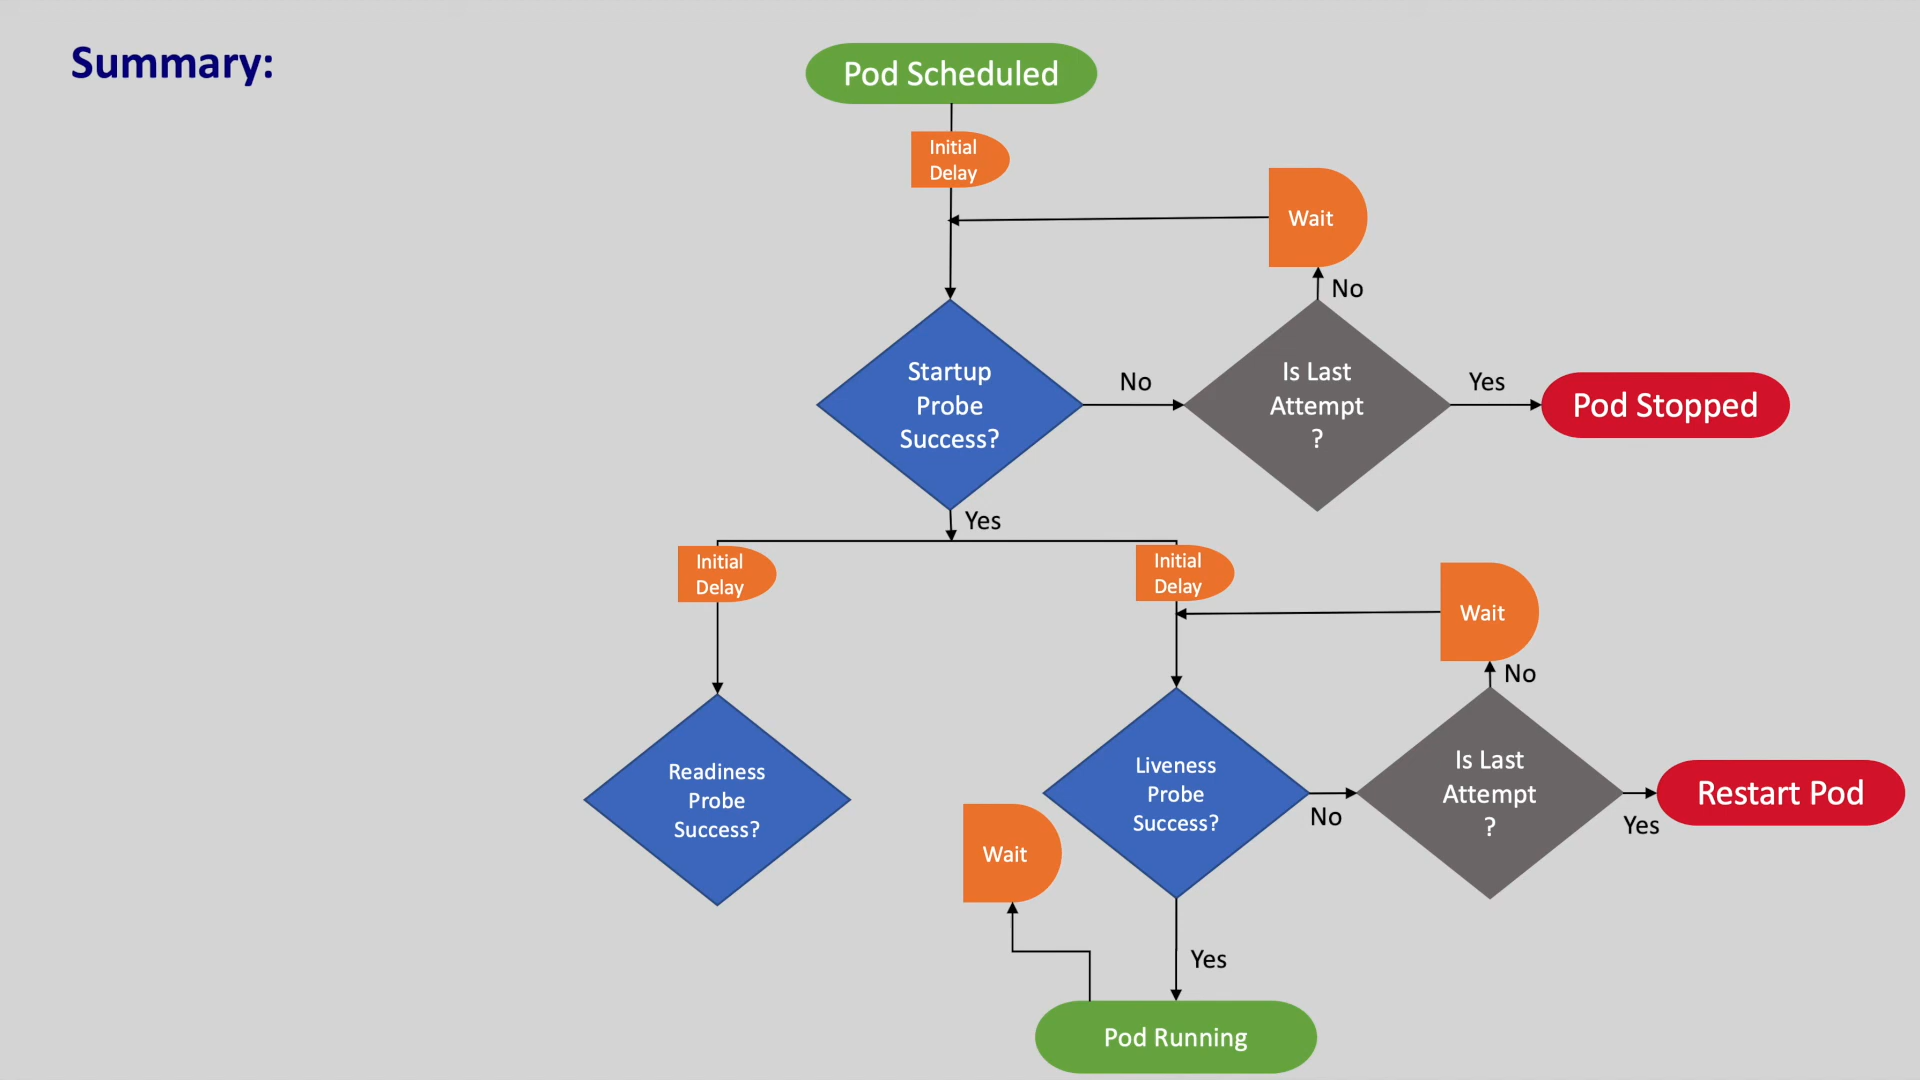 Summary:
Pod Scheduled
Initial
Delay
Wait
No
Startup
Probe
Success?
No
Is Last
Attempt
?
Yes
Pod Stopped
Yes
Initial
Delay
Initial
Delay
Wait
No
Readiness
Probe
Success?
Liveness
Probe
Success?
No
Is Last
Attempt
?
Yes
Restart Pod
Wait
Yes
Pod Running